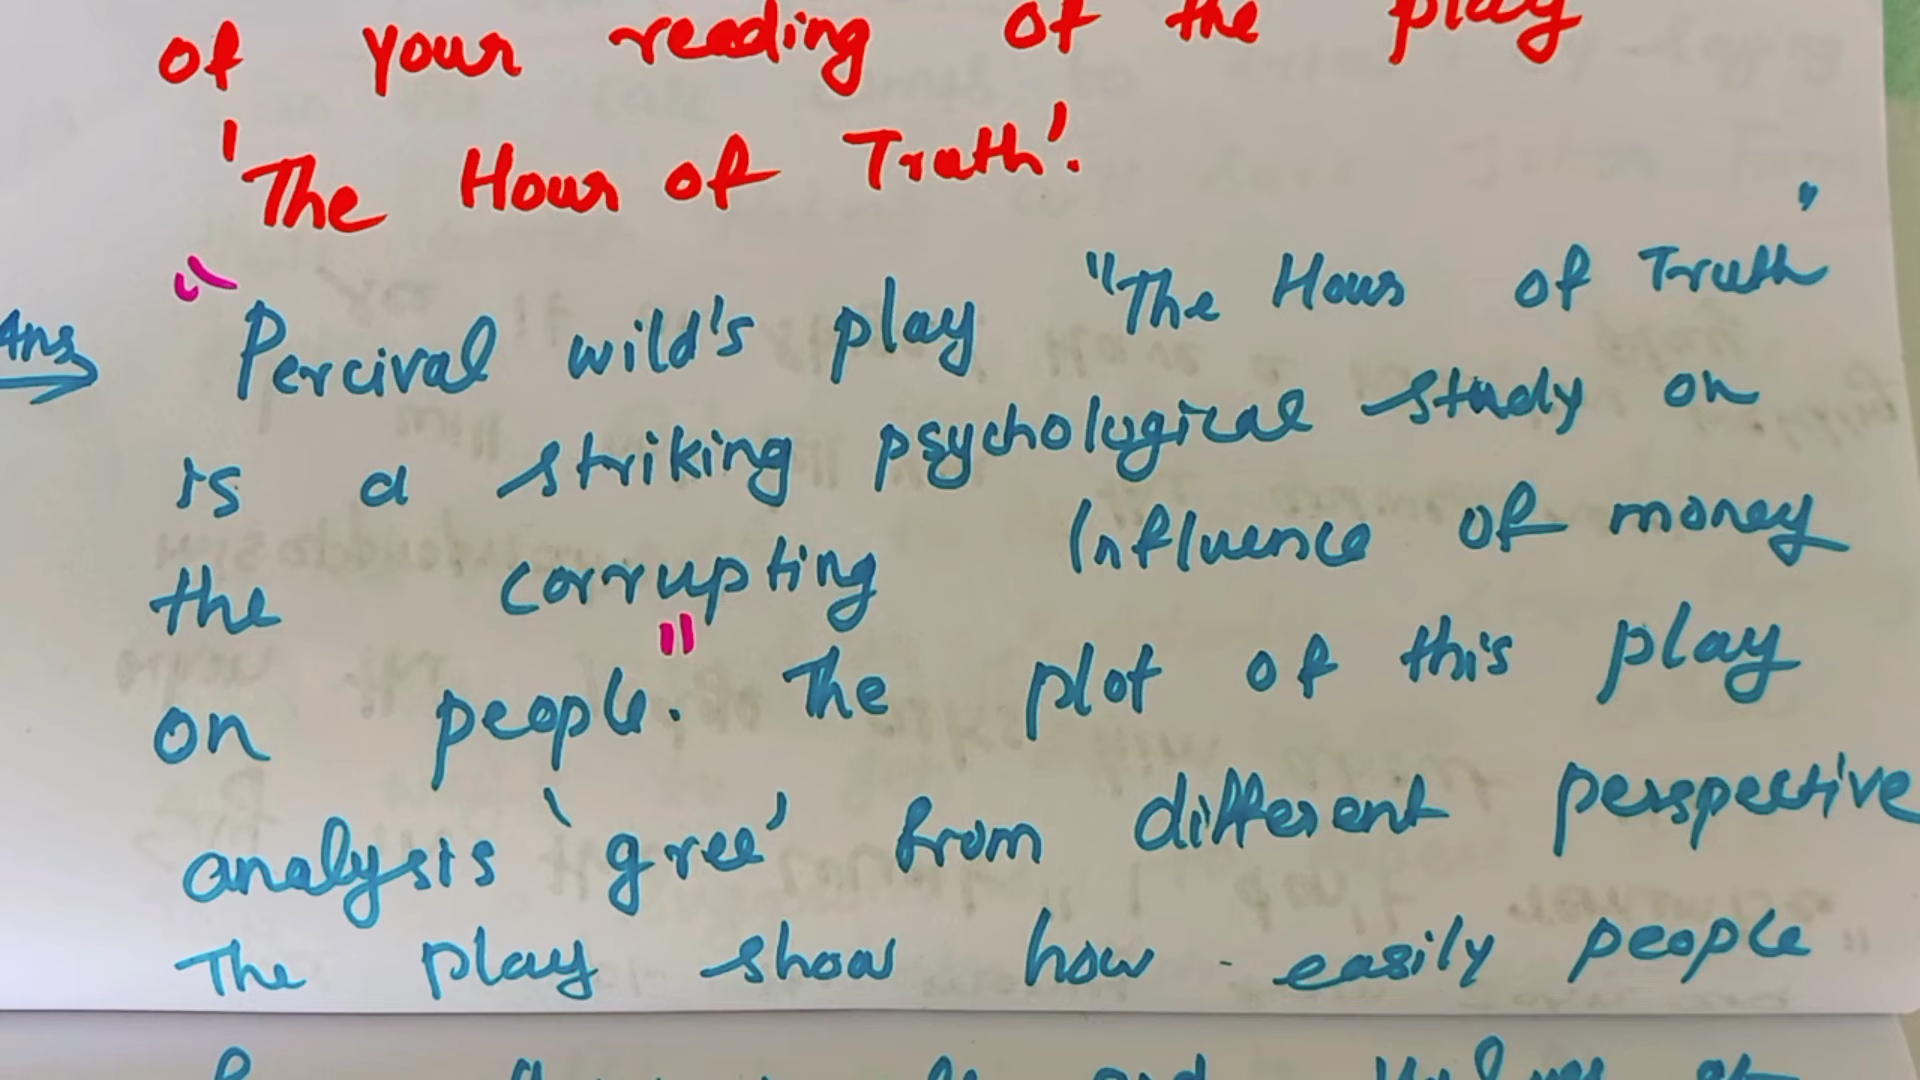 of your reading of the play
'The Hour of Truth'.
Ans "Percival wild's play "The Hour of Truth"
is a striking psychological study on
the corrupting Influence of money
on people." The plot of this play
analysis 'gree' from different perspective
The play show how easily people